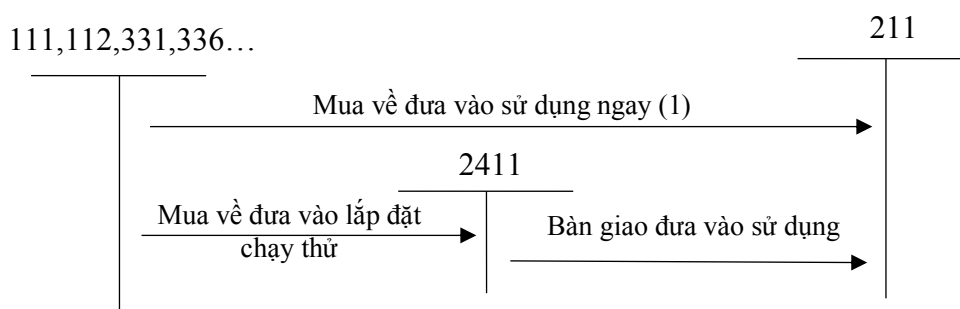 111,112,331,336…
211
Mua về đưa vào sử dụng ngay (1)
2411
Mua về đưa vào lắp đặt
chạy thử
Bàn giao đưa vào sử dụng